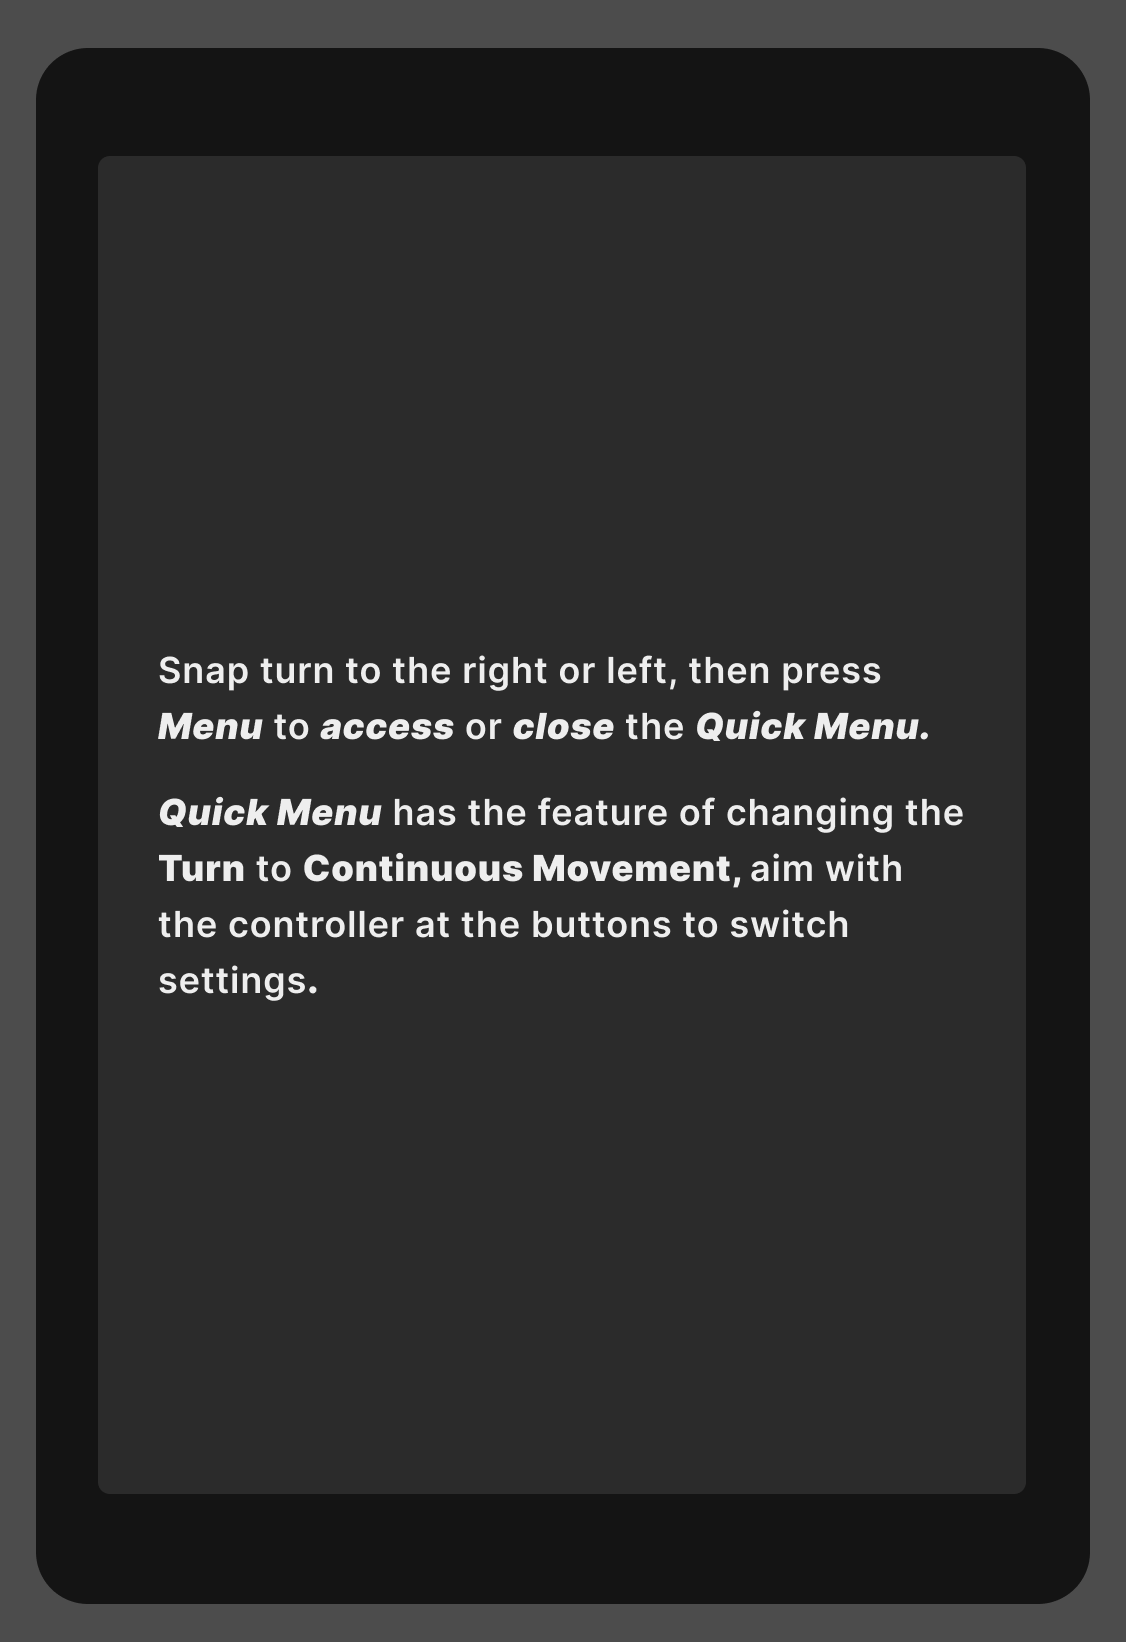 Snap turn to the right or left, then press
Menu to access or close the Quick Menu.
Quick Menu has the feature of changing the
Turn to Continuous Movement, aim with
the controller at the buttons to switch
settings.